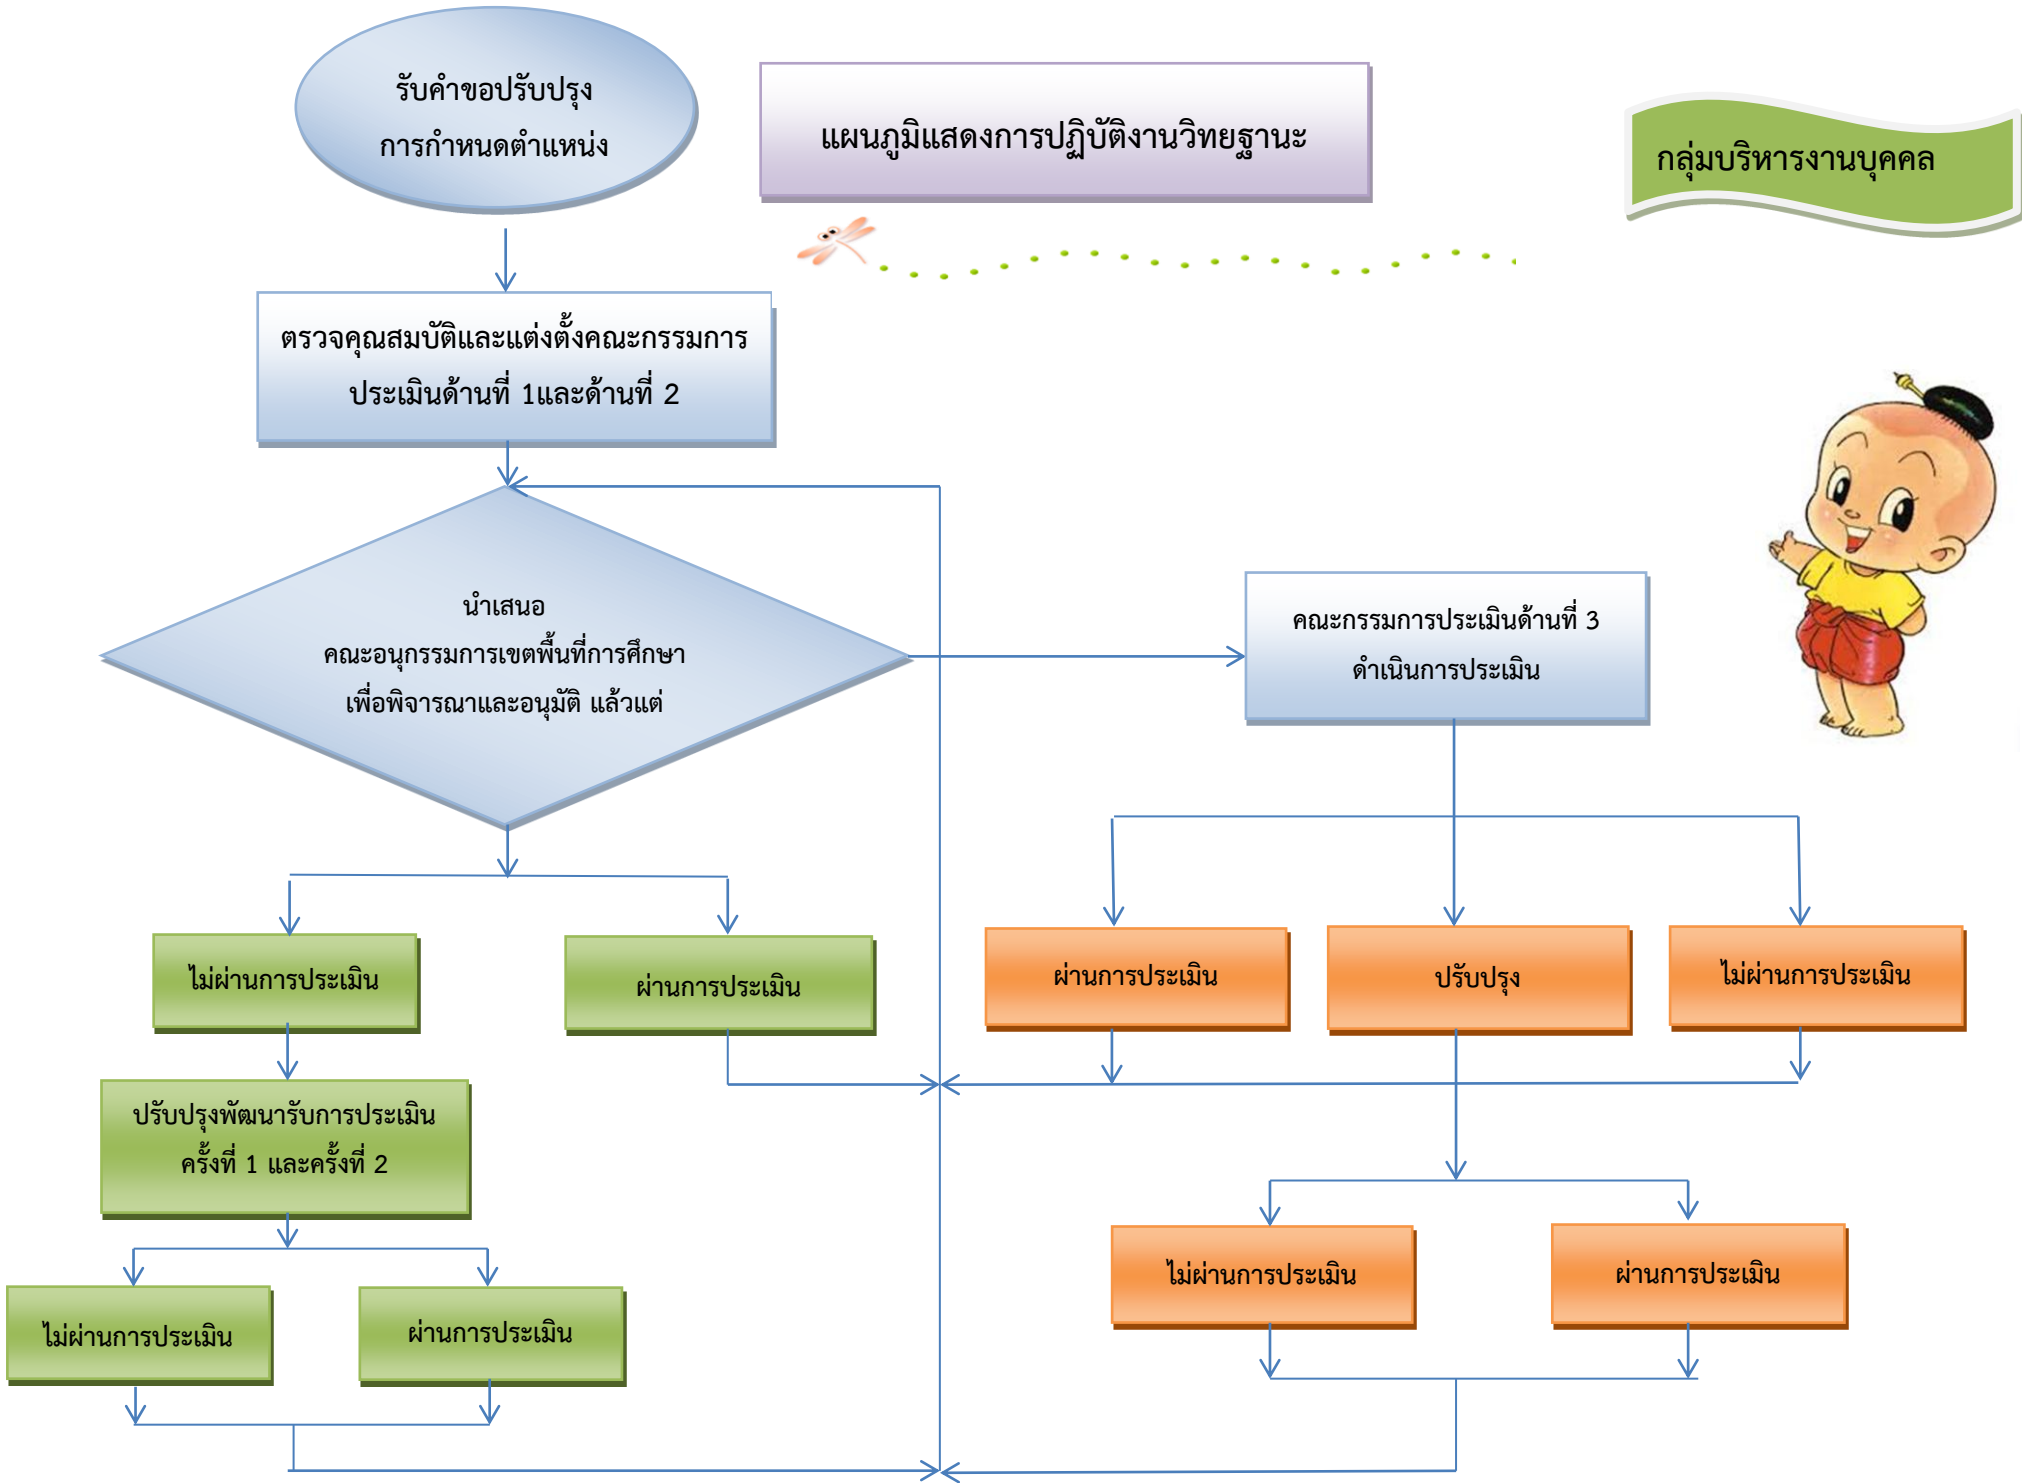 รับคำขอปรับปรุง
การกำหนดตำแหน่ง
แผนภูมิแสดงการปฏิบัติงานวิทยฐานะ
กลุ่มบริหารงานบุคคล
ตรวจคุณสมบัติและแต่งตั้งคณะกรรมการ
ประเมินด้านที่ 1และด้านที่ 2
นำเสนอ
คณะอนุกรรมการเขตพื้นที่การศึกษา
เพื่อพิจารณาและอนุมัติ แล้วแต่
คณะกรรมการประเมินด้านที่ 3
ดำเนินการประเมิน
ไม่ผ่านการประเมิน
ผ่านการประเมิน
ผ่านการประเมิน
ปรับปรุง
ไม่ผ่านการประเมิน
ปรับปรุงพัฒนารับการประเมิน
ครั้งที่ 1 และครั้งที่ 2
ไม่ผ่านการประเมิน
ผ่านการประเมิน
ไม่ผ่านการประเมิน
ผ่านการประเมิน